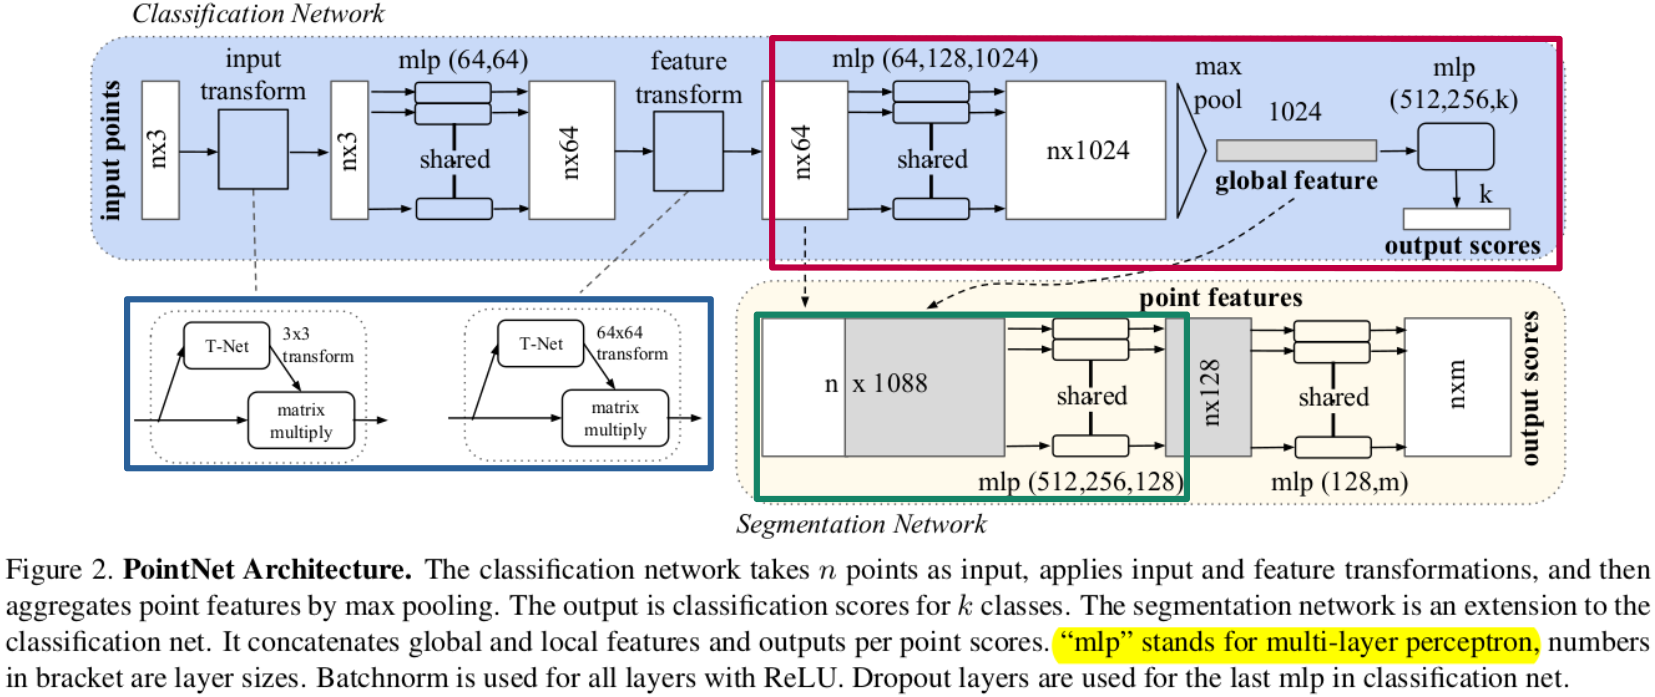 Classification Network
input points
nx3
input
transform
nx3
mlp (64,64)
shared
nx64
feature
transform
nx64
mlp (64,128,1024)
shared
nx1024
max
pool
1024
global feature
mlp
(512,256,k)
k
output scores
T-Net
3x3
transform
matrix
multiply
T-Net
64x64
transform
matrix
multiply
point features
n x 1088
shared
mlp (512,256,128)
nx128
shared
mlp (128,m)
nxm
output scores
Segmentation Network
Figure 2. PointNet Architecture. The classification network takes n points as input, applies input and feature transformations, and then
aggregates point features by max pooling. The output is classification scores for k classes. The segmentation network is an extension to the
classification net. It concatenates global and local features and outputs per point scores. “mlp” stands for multi-layer perceptron, numbers
in bracket are layer sizes. Batchnorm is used for all layers with ReLU. Dropout layers are used for the last mlp in classification net.